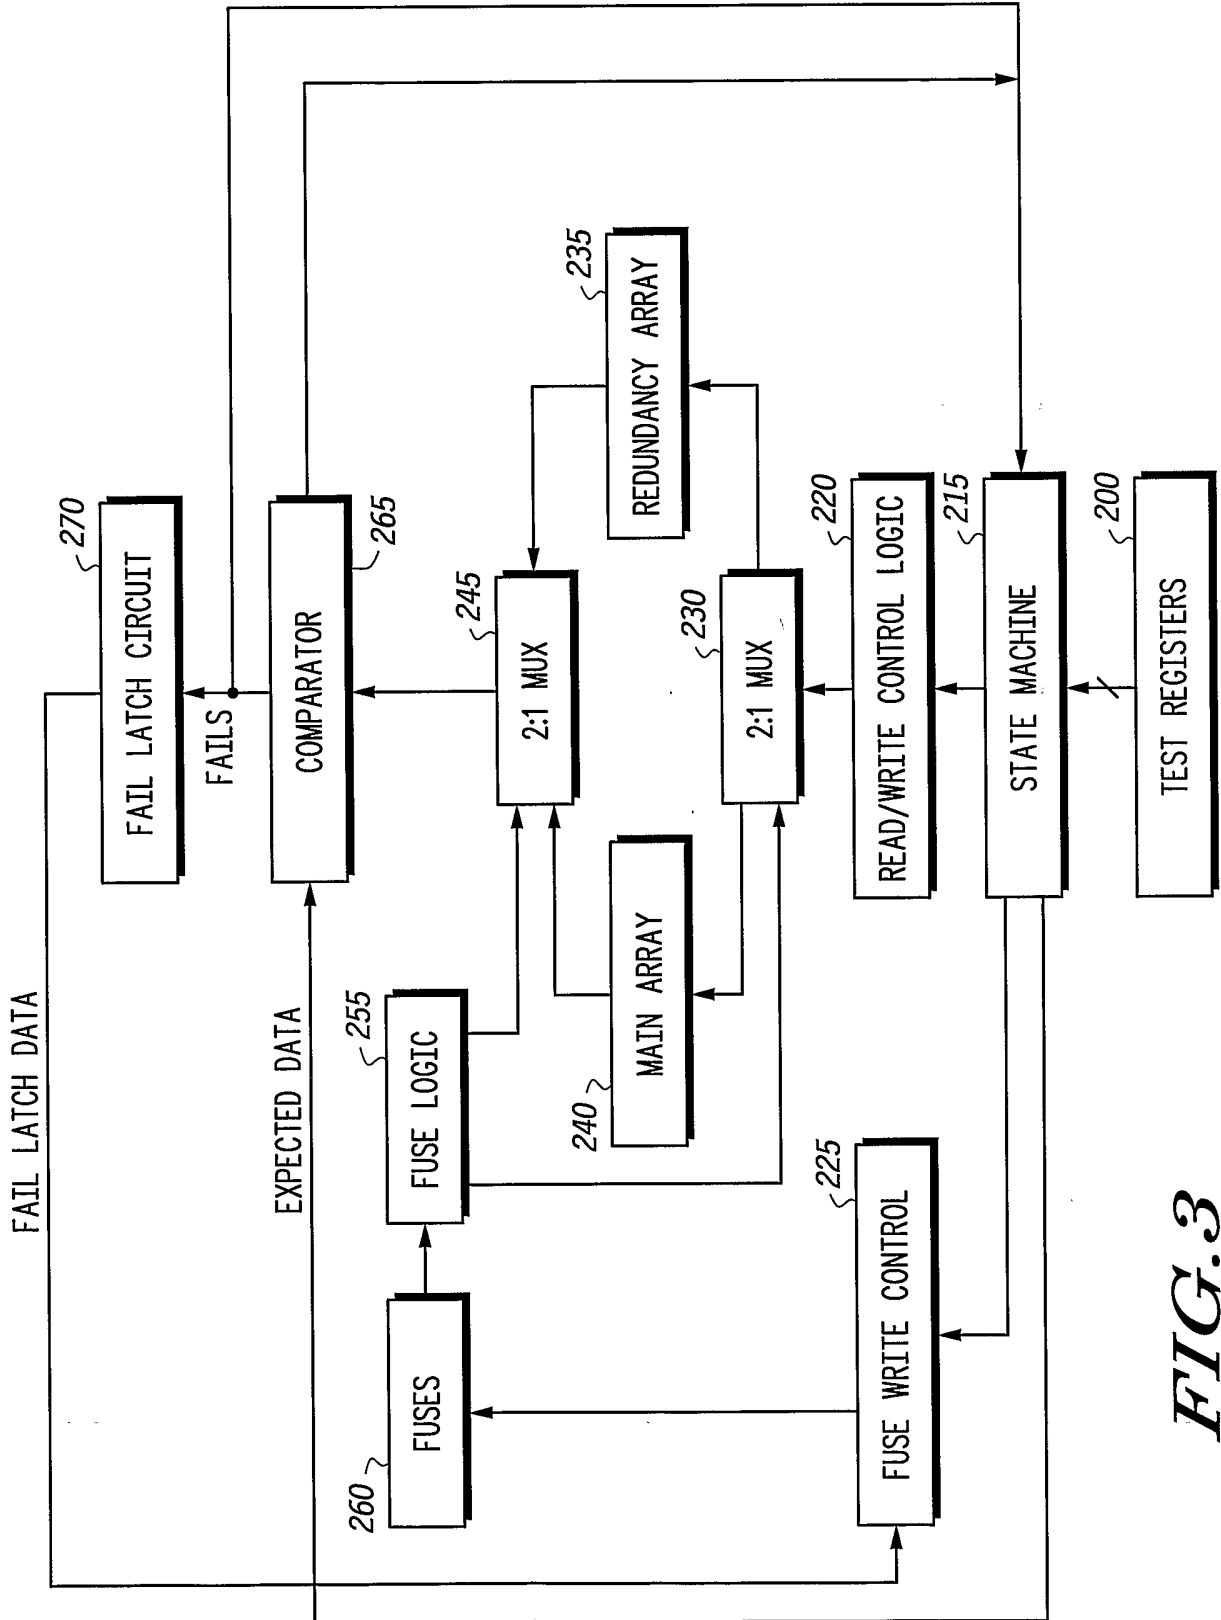 FAIL LATCH DATA
270
FAIL LATCH CIRCUIT
FAILS
EXPECTED DATA
COMPARATOR
265
260
FUSES
255
FUSE LOGIC
245
2:1 MUX
235
REDUNDANCY ARRAY
240
MAIN ARRAY
230
2:1 MUX
225
FUSE WRITE CONTROL
220
READ/WRITE CONTROL LOGIC
215
STATE MACHINE
200
TEST REGISTERS
FIG.3